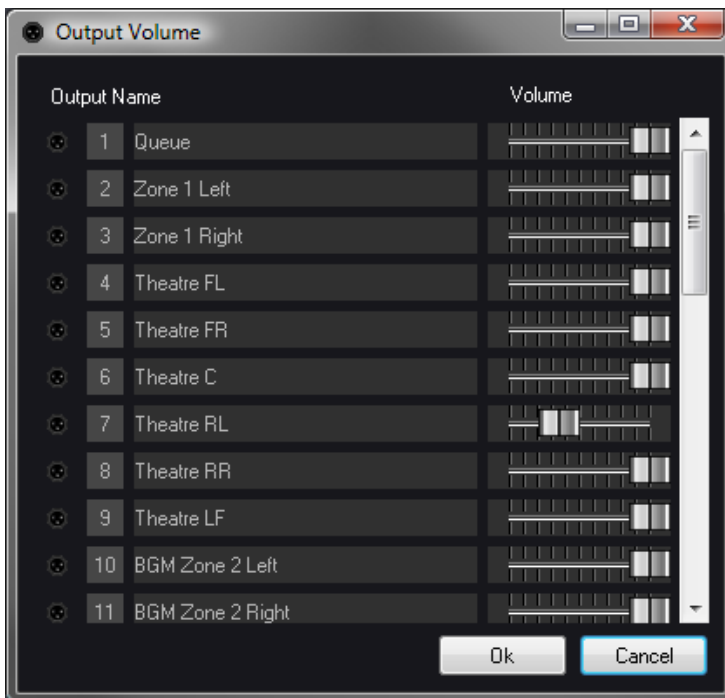 Output Volume
Output Name Volume
1 Queue
2 Zone 1 Left
3 Zone 1 Right
4 Theatre FL
5 Theatre FR
6 Theatre C
7 Theatre RL
8 Theatre RR
9 Theatre LF
10 BGM Zone 2 Left
11 BGM Zone 2 Right
Ok Cancel